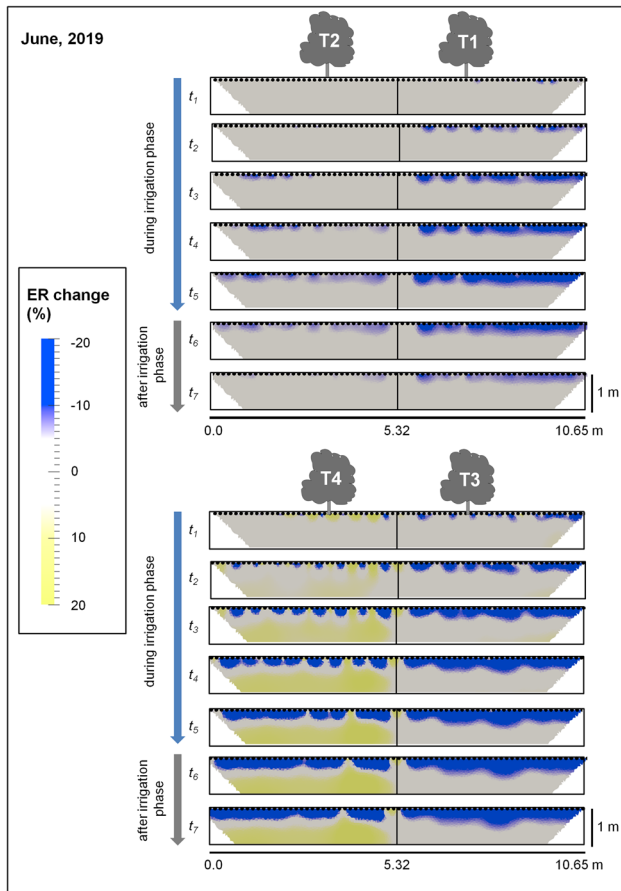 June, 2019
T2
T1
during irrigation phase
t1
t2
t3
t4
t5
after irrigation phase
t6
t7
1 m
0.0
5.32
10.65 m
ER change
(%)
-20
-10
0
10
20
T4
T3
during irrigation phase
t1
t2
t3
t4
t5
after irrigation phase
t6
t7
1 m
0.0
5.32
10.65 m